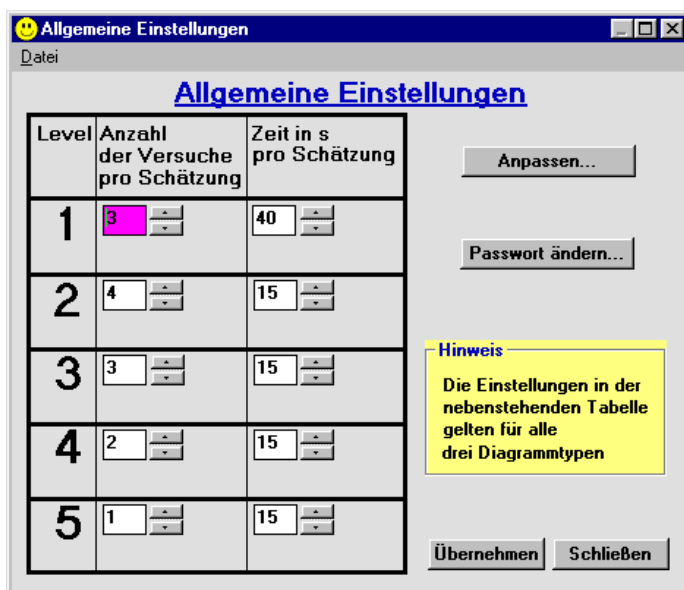 Allgemeine Einstellungen
Datei
Allgemeine Einstellungen
Level
Anzahl
der Versuche
pro Schätzung
Zeit in s
pro Schätzung
1
3
40
2
4
15
3
3
15
4
2
15
5
1
15
Anpassen...
Passwort ändern...
Hinweis
Die Einstellungen in der
nebenstehenden Tabelle
gelten für alle
drei Diagrammtypen
Übernehmen
Schließen